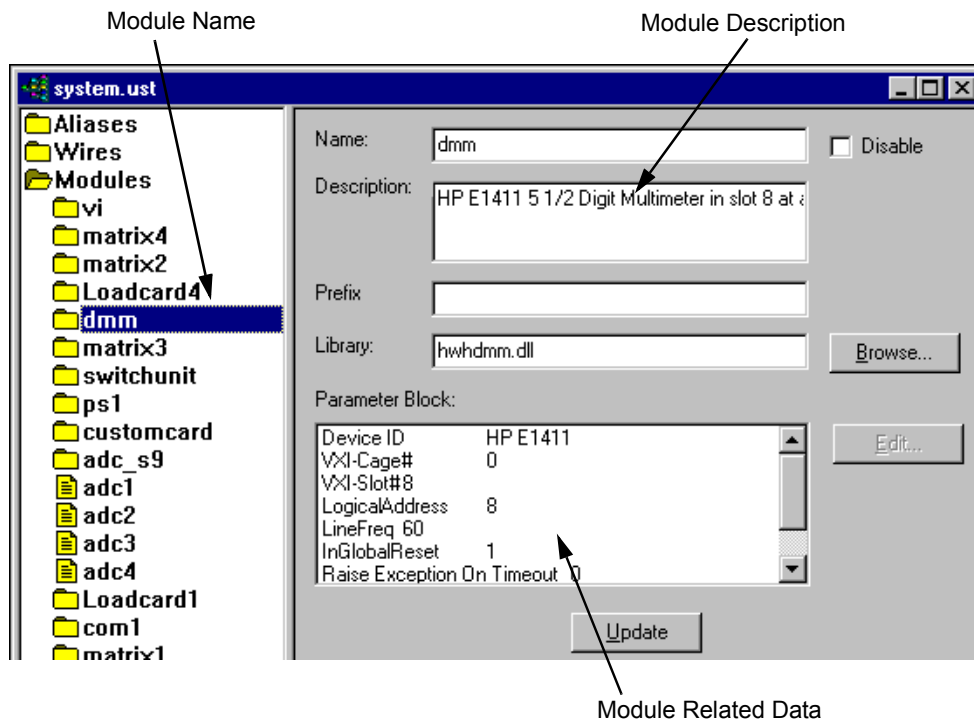 Module Name
Module Description
system.ust
Aliases
Wires
Modules
vi
matrix4
matrix2
Loadcard4
dmm
matrix3
switchunit
ps1
customcard
adc_s9
adc1
adc2
adc3
adc4
Loadcard1
com1
matrix1
Name:
dmm
Disable
Description:
HP E1411 5 1/2 Digit Multimeter in slot 8 at
Prefix
Library:
hwhdmm.dll
Browse...
Parameter Block:
Device ID HP E1411
VXI-Cage# 0
VXI-Slot#8
LogicalAddress 8
LineFreq 60
InGlobalReset 1
Raise Exception On Timeout 0
Edit...
Update
Module Related Data